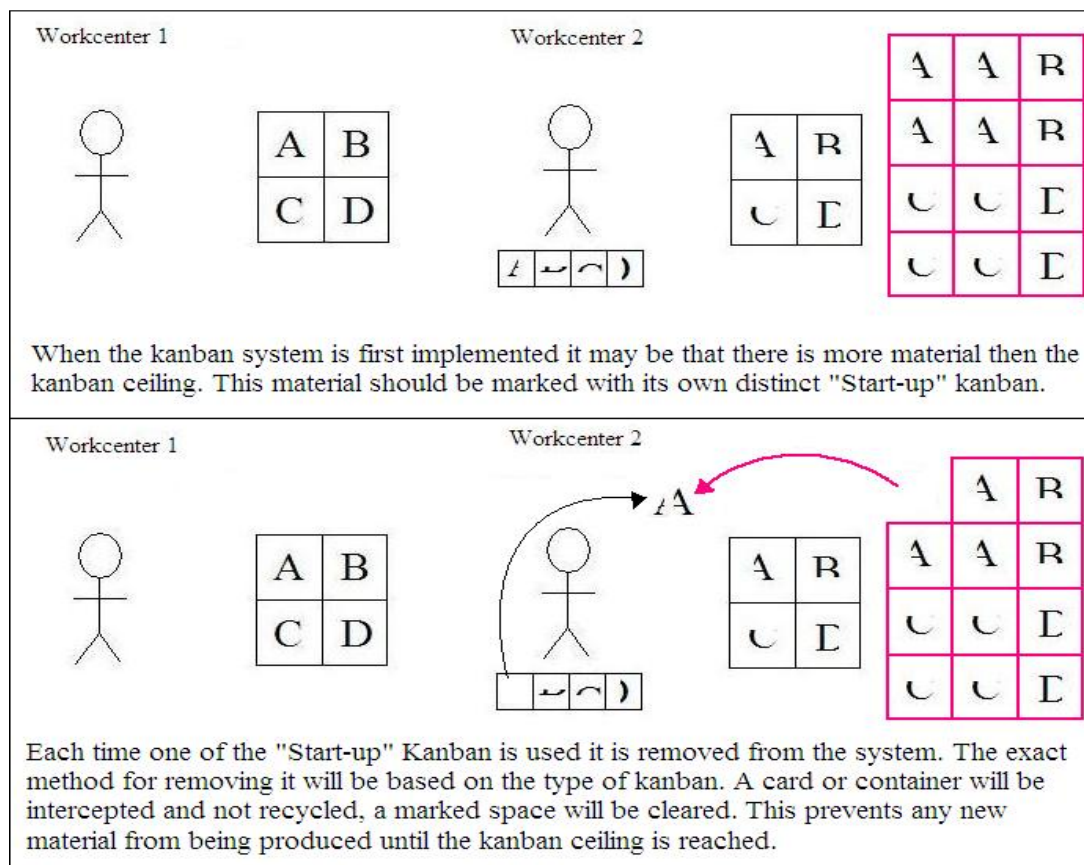 Workcenter 1
Workcenter 2
A A B
A B
A B
A A B
C D
C D
C C D
C C D
When the kanban system is first implemented it may be that there is more material then the
kanban ceiling. This material should be marked with its own distinct "Start-up" kanban.
Workcenter 1
Workcenter 2
A
A B
A B
A B
A A B
C D
C D
C C D
C C D
Each time one of the "Start-up" Kanban is used it is removed from the system. The exact
method for removing it will be based on the type of kanban. A card or container will be
intercepted and not recycled, a marked space will be cleared. This prevents any new
material from being produced until the kanban ceiling is reached.